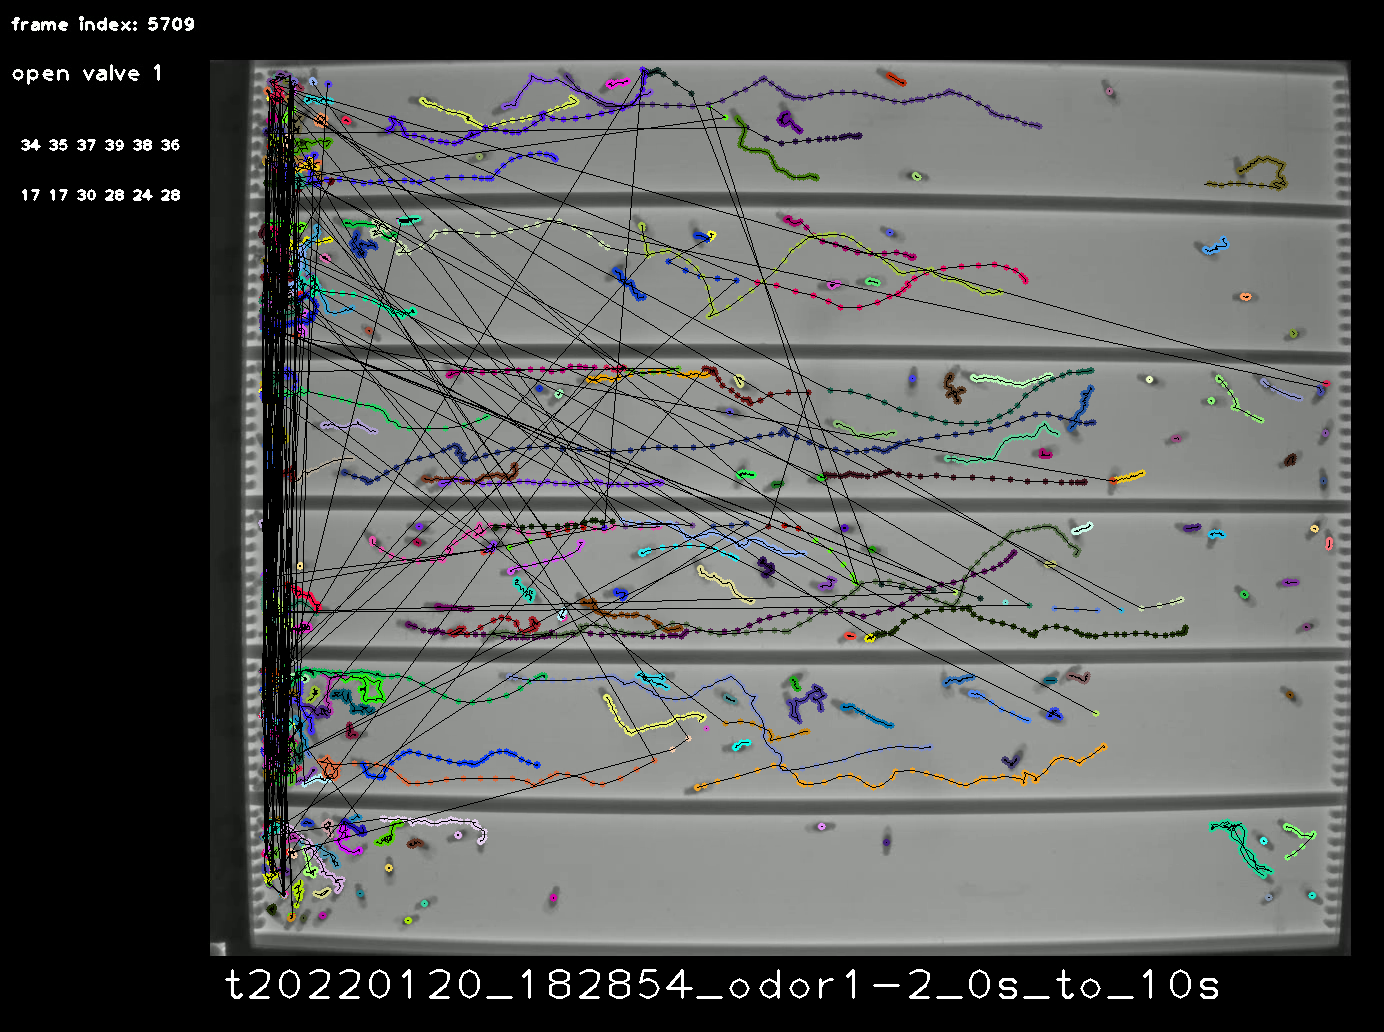 frame index: 5709
open valve 1
34 35 37 39 38 36
17 17 30 28 24 28
t20220120_182854_odor1-2_0s_to_10s